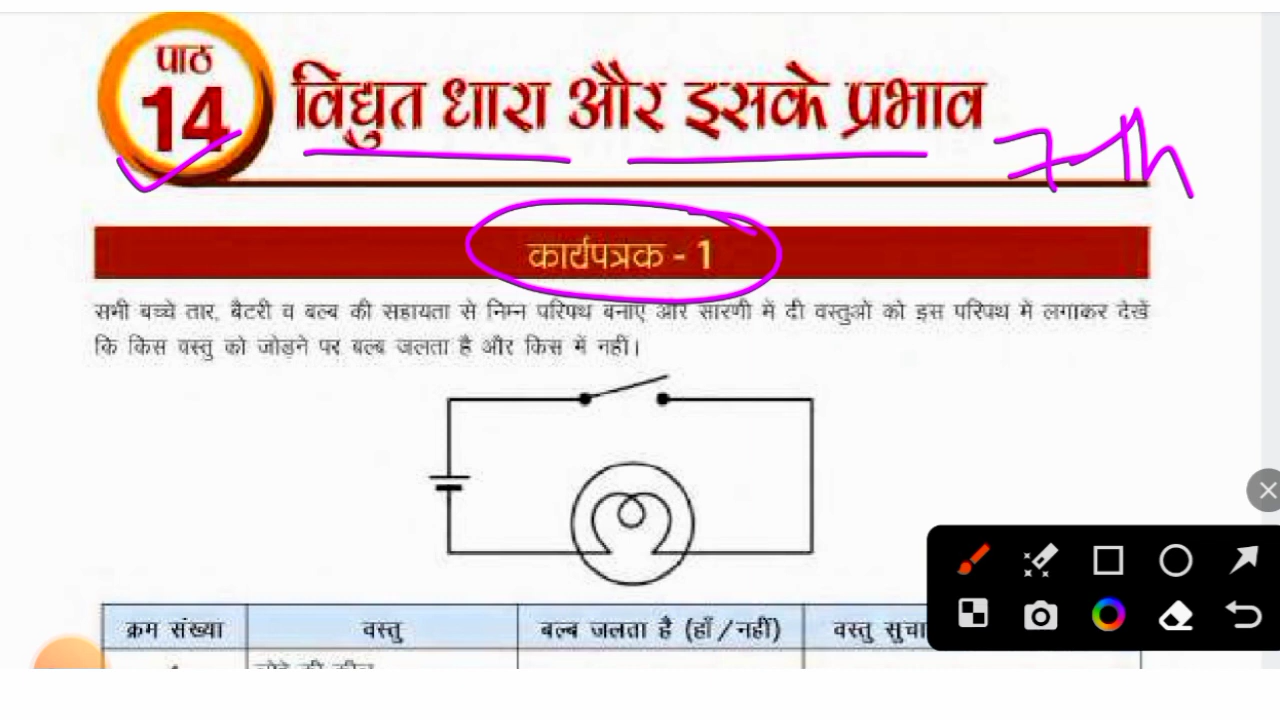 पाठ
14
विद्युत धारा और इसके प्रभाव
7th
कार्यपत्रक - 1
सभी बच्चे तार, बैटरी व बल्ब की सहायता से निम्न परिपथ बनाएं और सारणी में दी वस्तुओं को इस परिपथ में लगाकर देखें
कि किस वस्तु को जोड़ने पर बल्ब जलता है और किस में नहीं।
क्रम संख्या वस्तु बल्ब जलता है (हाँ/नहीं) वस्तु